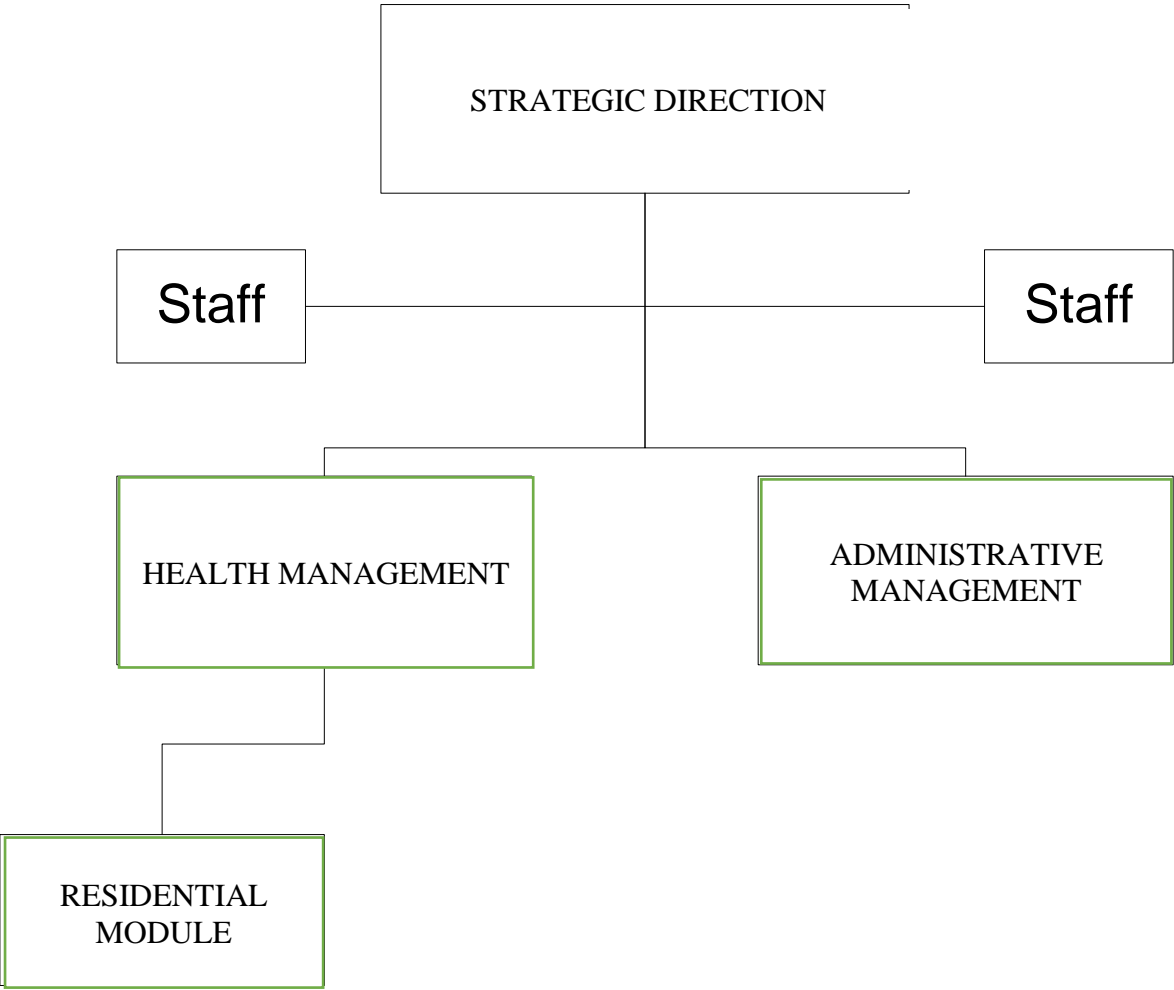 STRATEGIC DIRECTION
Staff
Staff
HEALTH MANAGEMENT
ADMINISTRATIVE
MANAGEMENT
RESIDENTIAL
MODULE